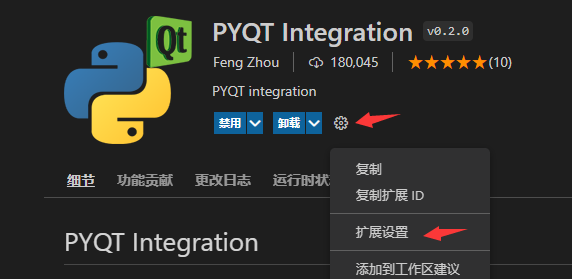 Qt
PYQT Integration v0.2.0
Feng Zhou 180,045 (10)
PYQT integration
禁用 卸载
细节 功能贡献 更改日志 运行时状
复制
复制扩展 ID
扩展设置
PYQT Integration
添加到工作区建议